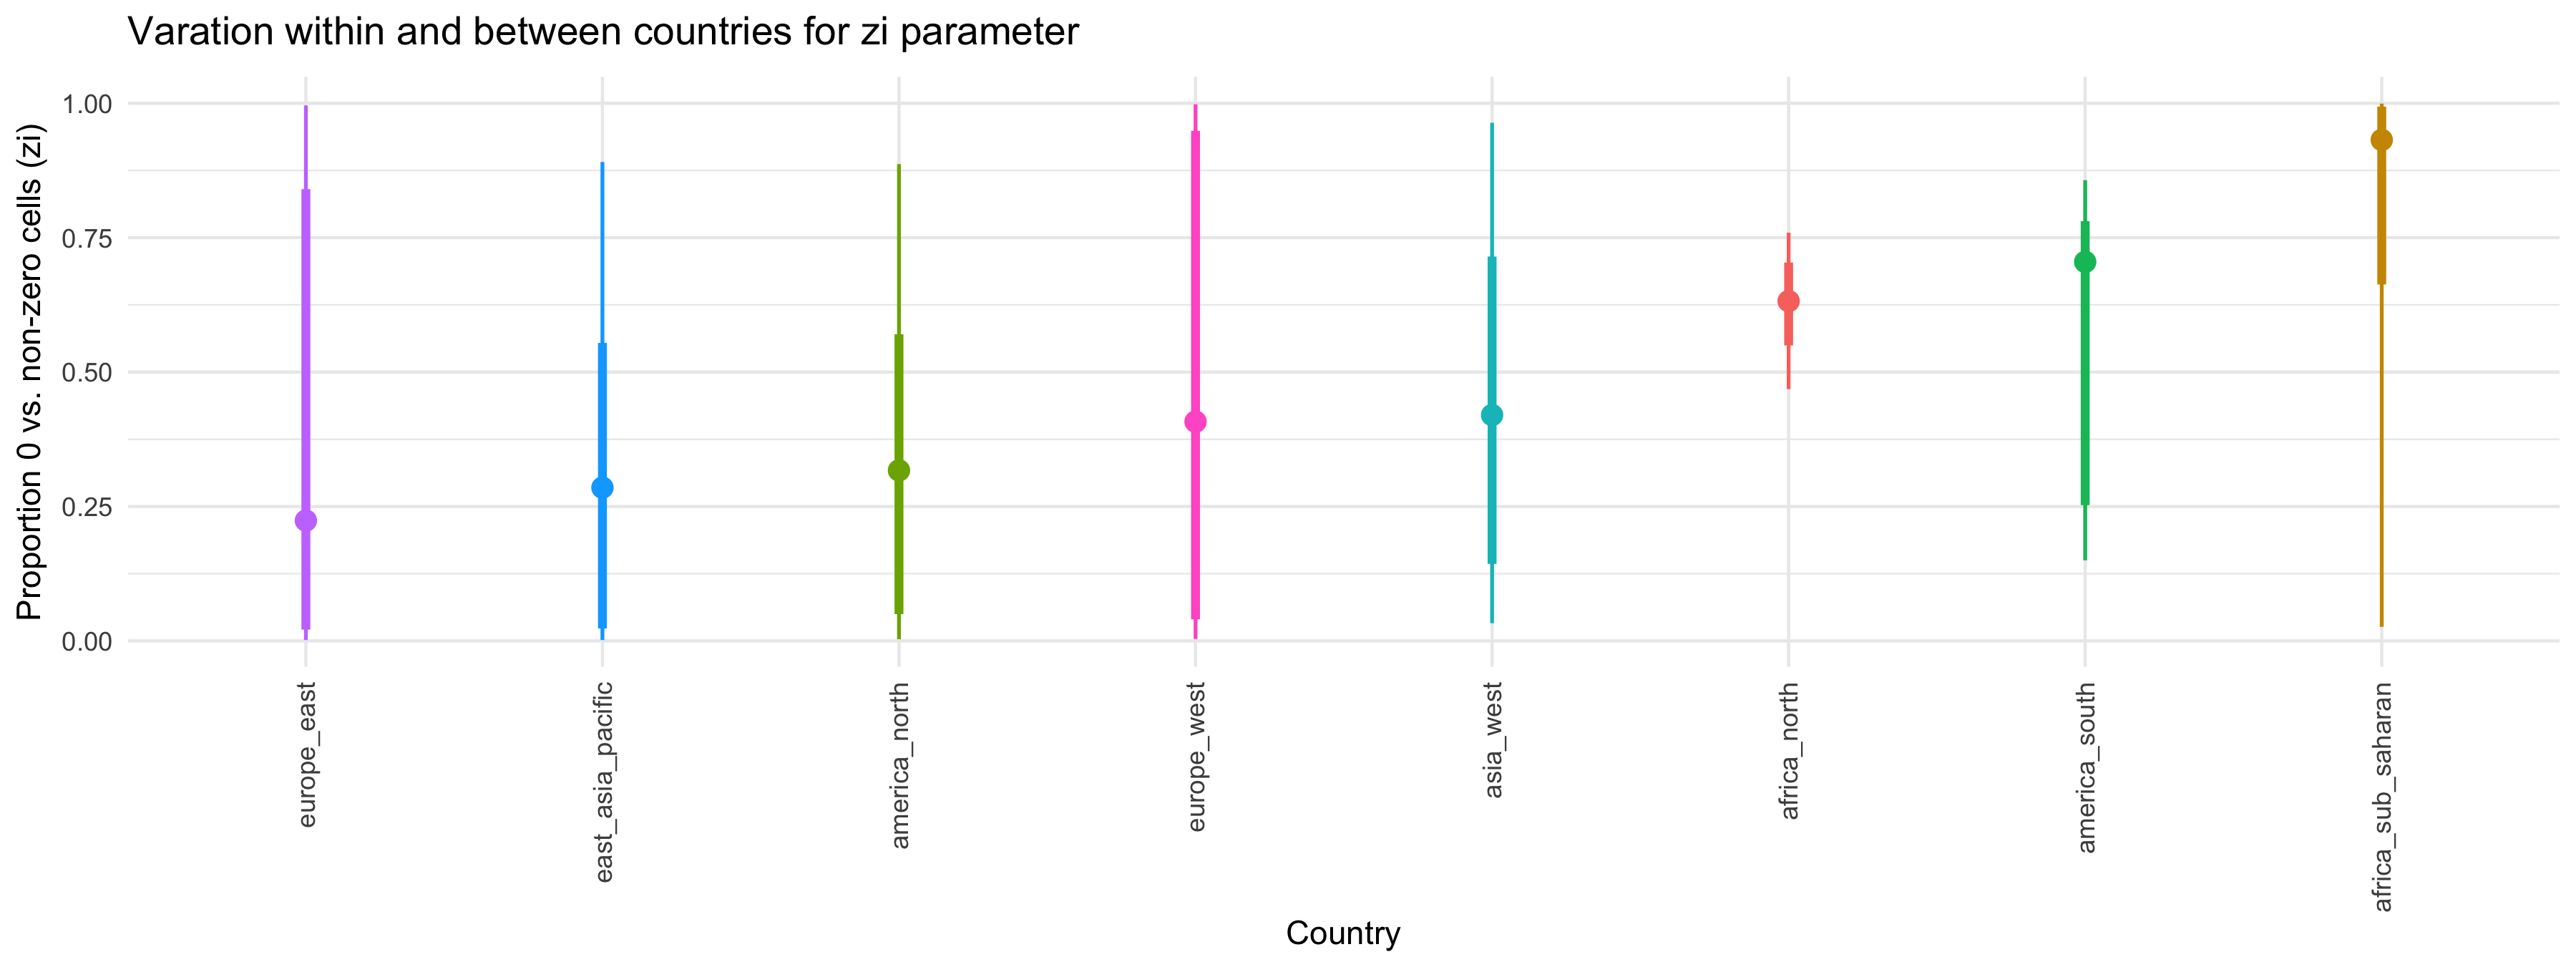 Varation within and between countries for zi parameter
Proportion 0 vs. non-zero cells (zi)
1.00
0.75
0.50
0.25
0.00
europe_east
east_asia_pacific
america_north
europe_west
asia_west
africa_north
america_south
africa_sub_saharan
Country